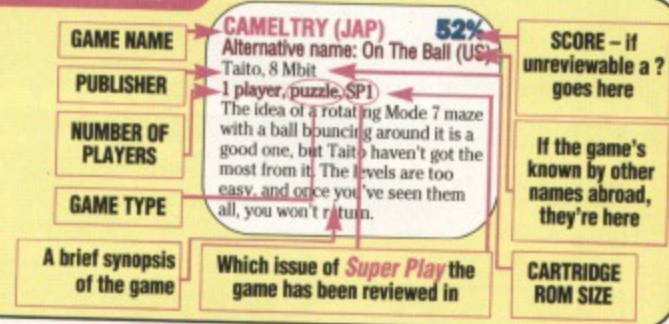 GAME NAME
PUBLISHER
NUMBER OF
PLAYERS
GAME TYPE
A brief synopsis
of the game
CAMELTRY (JAP) 52%
Alternative name: On The Ball (US)
Taito, 8 Mbit
1 player, puzzle, SP1
The idea of a rotating Mode 7 maze
with a ball bouncing around it is a
good one, but Taito haven't got the
most from it. The levels are too
easy, and once you've seen them
all, you won't return.
Which issue of Super Play the
game has been reviewed in
SCORE – if
unreviewable a ?
goes here
If the game's
known by other
names abroad,
they're here
CARTRIDGE
ROM SIZE